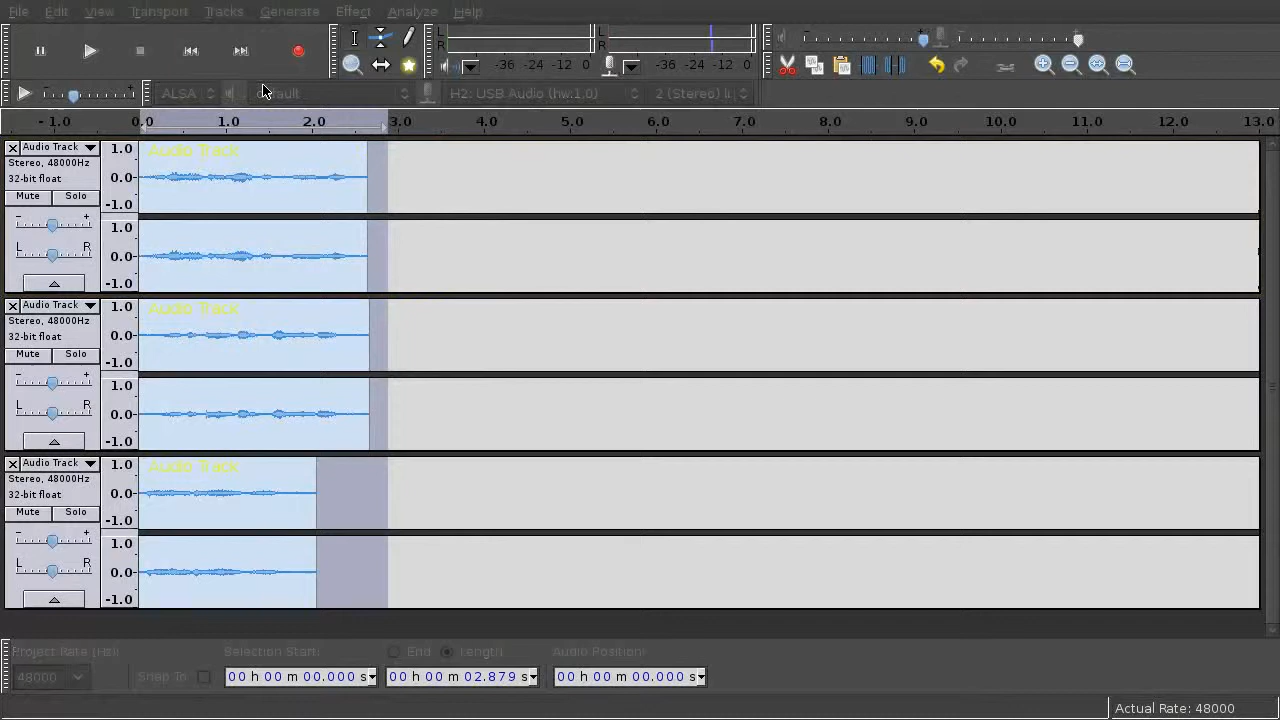 File Edit View Transport Tracks Generate Effect Analyze Help
L
R
-36 -24 -12 0
L
R
-36 -24 -12 0
ALSA default H2: USB Audio (hw:1,0) 2 (Stereo)
- 1.0 0.0 1.0 2.0 3.0 4.0 5.0 6.0 7.0 8.0 9.0 10.0 11.0 12.0 13.0
Audio Track
Stereo, 48000Hz
32-bit float
Mute Solo
- +
L R
1.0
0.0-
-1.0
1.0
0.0-
-1.0
Audio Track
Audio Track
Stereo, 48000Hz
32-bit float
Mute Solo
- +
L R
1.0
0.0-
-1.0
1.0
0.0-
-1.0
Audio Track
Audio Track
Stereo, 48000Hz
32-bit float
Mute Solo
- +
L R
1.0
0.0-
-1.0
1.0
0.0-
-1.0
Audio Track
Project Rate (Hz): Selection Start: End Length Audio Position:
48000 Snap To 00 h 00 m 00.000 s 00 h 00 m 02.879 s 00 h 00 m 00.000 s
Actual Rate: 48000